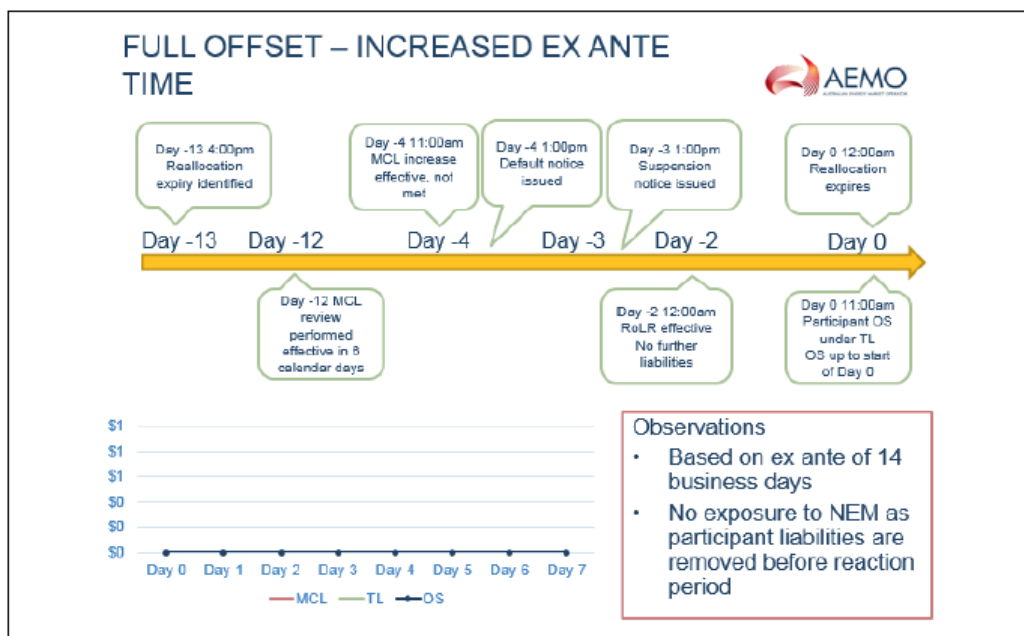 FULL OFFSET – INCREASED EX ANTE
TIME
AEMO
AUSTRALIAN ENERGY MARKET OPERATOR
Day -13 4:00pm
Reallocation
expiry identified
Day -4 11:00am
MCL increase
effective, not
met
Day -4 1:00pm
Default notice
issued
Day -3 1:00pm
Suspension
notice issued
Day 0 12:00am
Reallocation
expires
Day -13
Day -12
Day -4
Day -3
Day -2
Day 0
Day -12 MCL
review
performed
effective in 8
calendar days
Day -2 12:00am
RoLR effective
No further
liabilities
Day 0 11:00am
Participant OS
under TL
OS up to start
of Day 0
$1
$1
$1
$0
$0
$0
Day 0 Day 1 Day 2 Day 3 Day 4 Day 5 Day 6 Day 7
MCL TL OS
Observations
• Based on ex ante of 14
business days
• No exposure to NEM as
participant liabilities are
removed before reaction
period